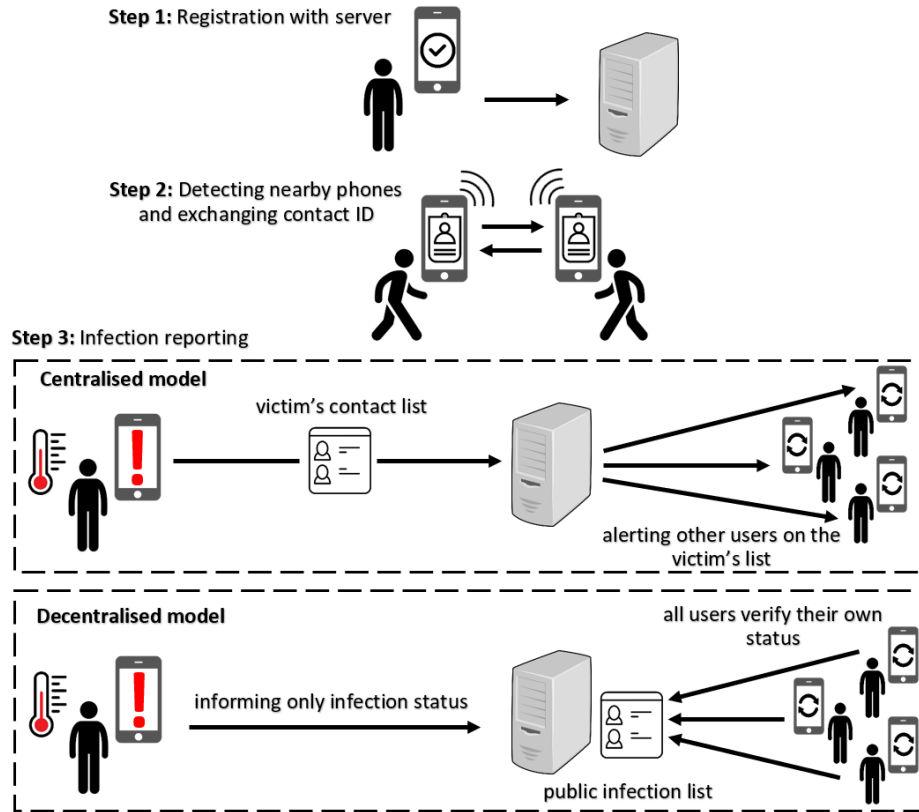 Step 1: Registration with server
Step 2: Detecting nearby phones
and exchanging contact ID
Step 3: Infection reporting
Centralised model
victim's contact list
alerting other users on the
victim's list
Decentralised model
all users verify their own
status
informing only infection status
public infection list